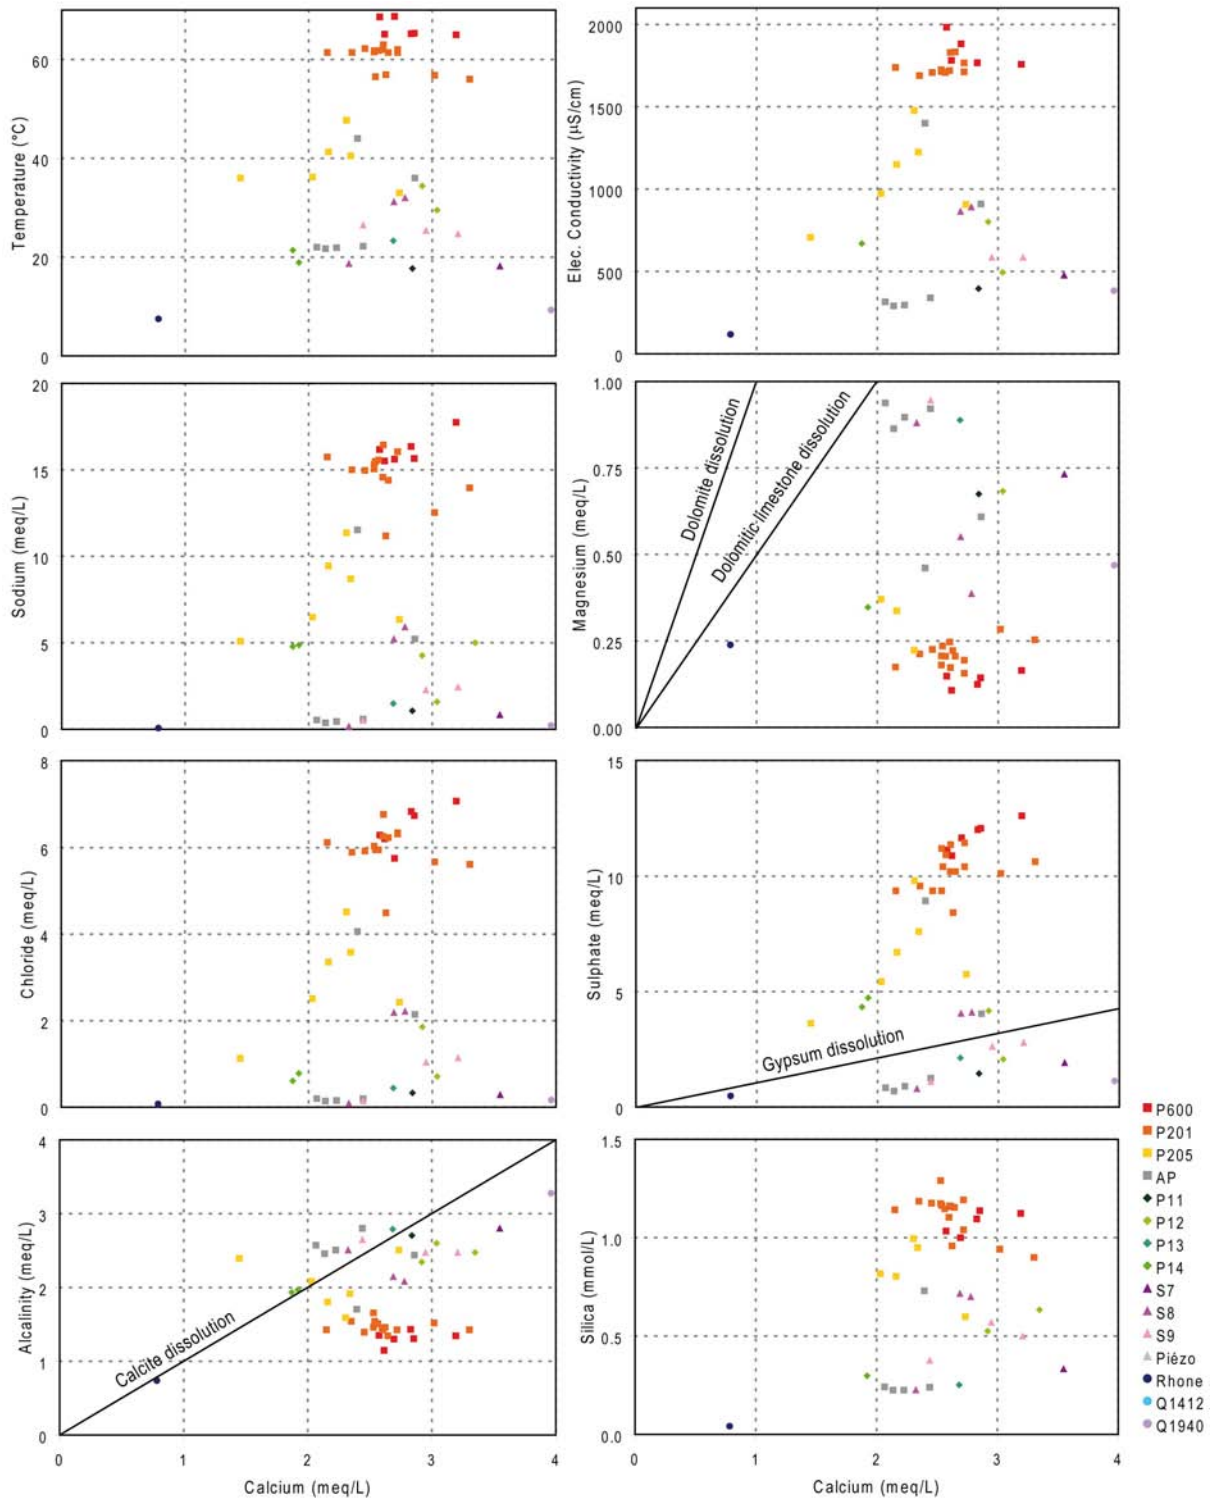 60
40
20
0
Temperature (°C)
2000
1500
1000
500
0
Elec. Conductivity (µS/cm)
20
15
10
5
0
Sodium (meq/L)
1.00
0.75
0.50
0.25
0.00
Magnesium (meq/L)
Dolomite dissolution
Dolomitic-limestone dissolution
8
6
4
2
0
Chloride (meq/L)
15
10
5
0
Sulphate (meq/L)
Gypsum dissolution
4
3
2
1
0
Alcalinity (meq/L)
Calcite dissolution
0 1 2 3 4
Calcium (meq/L)
1.5
1.0
0.5
0.0
Silica (mmol/L)
0 1 2 3 4
Calcium (meq/L)
P600
P201
P205
AP
P11
P12
P13
P14
S7
S8
S9
Piézo
Rhone
Q1412
Q1940